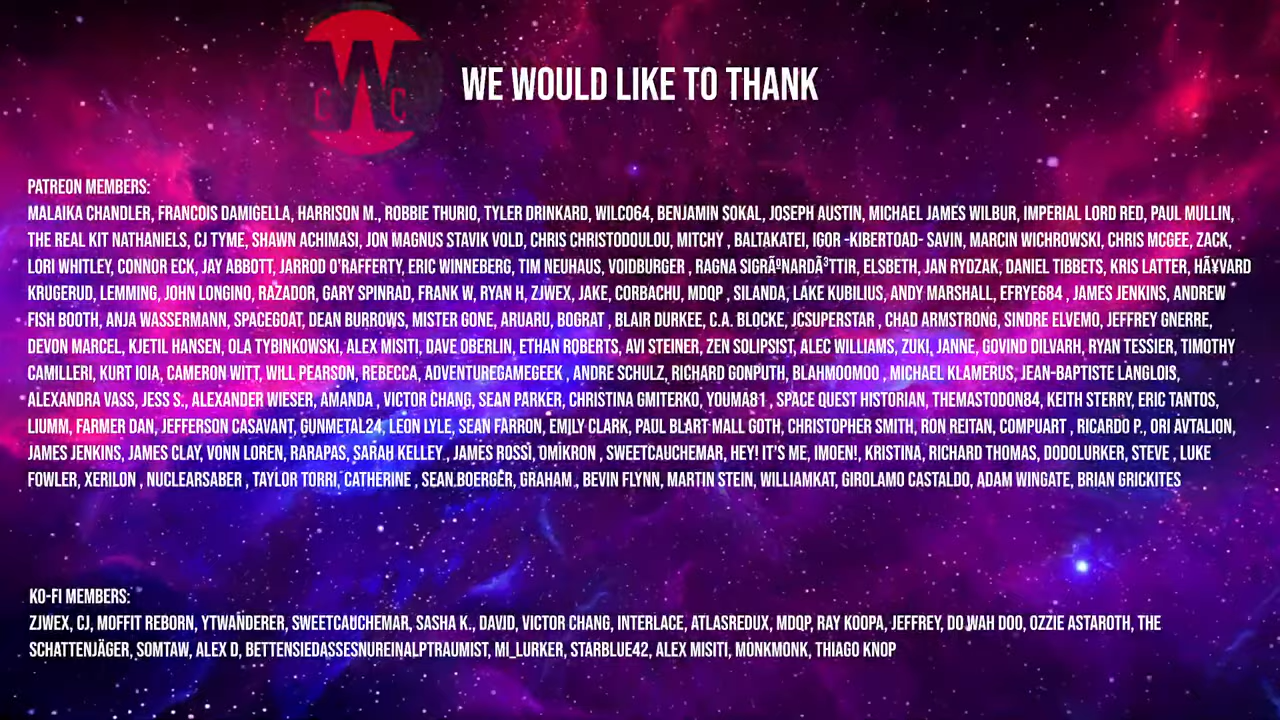 C W C
WE WOULD LIKE TO THANK
PATREON MEMBERS:
MALAIKA CHANDLER, FRANCOIS DAMIGELLA, HARRISON M., ROBBIE THURIO, TYLER DRINKARD, WILCO64, BENJAMIN SOKAL, JOSEPH AUSTIN, MICHAEL JAMES WILBUR, IMPERIAL LORD RED, PAUL MULLIN,
THE REAL KIT NATHANIELS, CJ TYME, SHAWN ACHIMASI, JON MAGNUS STAVIK VOLD, CHRIS CHRISTODOULOU, MITCHY , BALTAKATEI, IGOR -KIBERTOAD- SAVIN, MARCIN WICHROWSKI, CHRIS MCGEE, ZACK,
LORI WHITLEY, CONNOR ECK, JAY ABBOTT, JARROD O'RAFFERTY, ERIC WINNEBERG, TIM NEUHAUS, VOIDBURGER , RAGNA SIGRÃºNARDÃ³TTIR, ELSBETH, JAN RYDZAK, DANIEL TIBBETS, KRIS LATTER, HÃ¥VARD
KRUGERUD, LEMMING, JOHN LONGINO, RAZADOR, GARY SPINRAD, FRANK W, RYAN H, ZJWEX, JAKE, CORBACHU, MDQP , SILANDA, LAKE KUBILIUS, ANDY MARSHALL, EFRYE684 , JAMES JENKINS, ANDREW
FISH BOOTH, ANJA WASSERMANN, SPACEGOAT, DEAN BURROWS, MISTER GONE, ARUARU, BOGRAT , BLAIR DURKEE, C.A. BLOCKE, JCSUPERSTAR , CHAD ARMSTRONG, SINDRE ELVEMO, JEFFREY GNERRE,
DEVON MARCEL, KJETIL HANSEN, OLA TYBINKOWSKI, ALEX MISITI, DAVE OBERLIN, ETHAN ROBERTS, AVI STEINER, ZEN SOLIPSIST, ALEC WILLIAMS, ZUKI, JANNE, GOVIND DILVARH, RYAN TESSIER, TIMOTHY
CAMILLERI, KURT IOIA, CAMERON WITT, WILL PEARSON, REBECCA, ADVENTUREGAMEGEEK , ANDRE SCHULZ, RICHARD GONPUTH, BLAHMOOMOO , MICHAEL KLAMERUS, JEAN-BAPTISTE LANGLOIS,
ALEXANDRA VASS, JESS S., ALEXANDER WIESER, AMANDA , VICTOR CHANG, SEAN PARKER, CHRISTINA GMITERKO, YOUMA81 , SPACE QUEST HISTORIAN, THEMASTODON84, KEITH STERRY, ERIC TANTOS,
LIUMM, FARMER DAN, JEFFERSON CASAVANT, GUNMETAL24, LEON LYLE, SEAN FARRON, EMILY CLARK, PAUL BLART-MALL GOTH, CHRISTOPHER SMITH, RON REITAN, COMPUART , RICARDO P., ORI AVTALION,
JAMES JENKINS, JAMES CLAY, VONN LOREN, RARAPAS, SARAH KELLEY , JAMES ROSSI, OMIKRON , SWEETCAUCHEMAR, HEY! IT'S ME, IMOEN!, KRISTINA, RICHARD THOMAS, DODOLURKER, STEVE , LUKE
FOWLER, XERILON , NUCLEARSABER , TAYLOR TORRI, CATHERINE , SEAN BOERGER, GRAHAM , BEVIN FLYNN, MARTIN STEIN, WILLIAMKAT, GIROLAMO CASTALDO, ADAM WINGATE, BRIAN GRICKITES
KO-FI MEMBERS:
ZJWEX, CJ, MOFFIT REBORN, YTWANDERER, SWEETCAUCHEMAR, SASHA K., DAVID, VICTOR CHANG, INTERLACE, ATLASREDUX, MDQP, RAY KOOPA, JEFFREY, DO WAH DOO, OZZIE ASTAROTH, THE
SCHATTENJÄGER, SOMTAW, ALEX D, BETTENSIEDASSESNUREINALPTRAUMIST, MI_LURKER, STARBLUE42, ALEX MISITI, MONKMONK, THIAGO KNOP